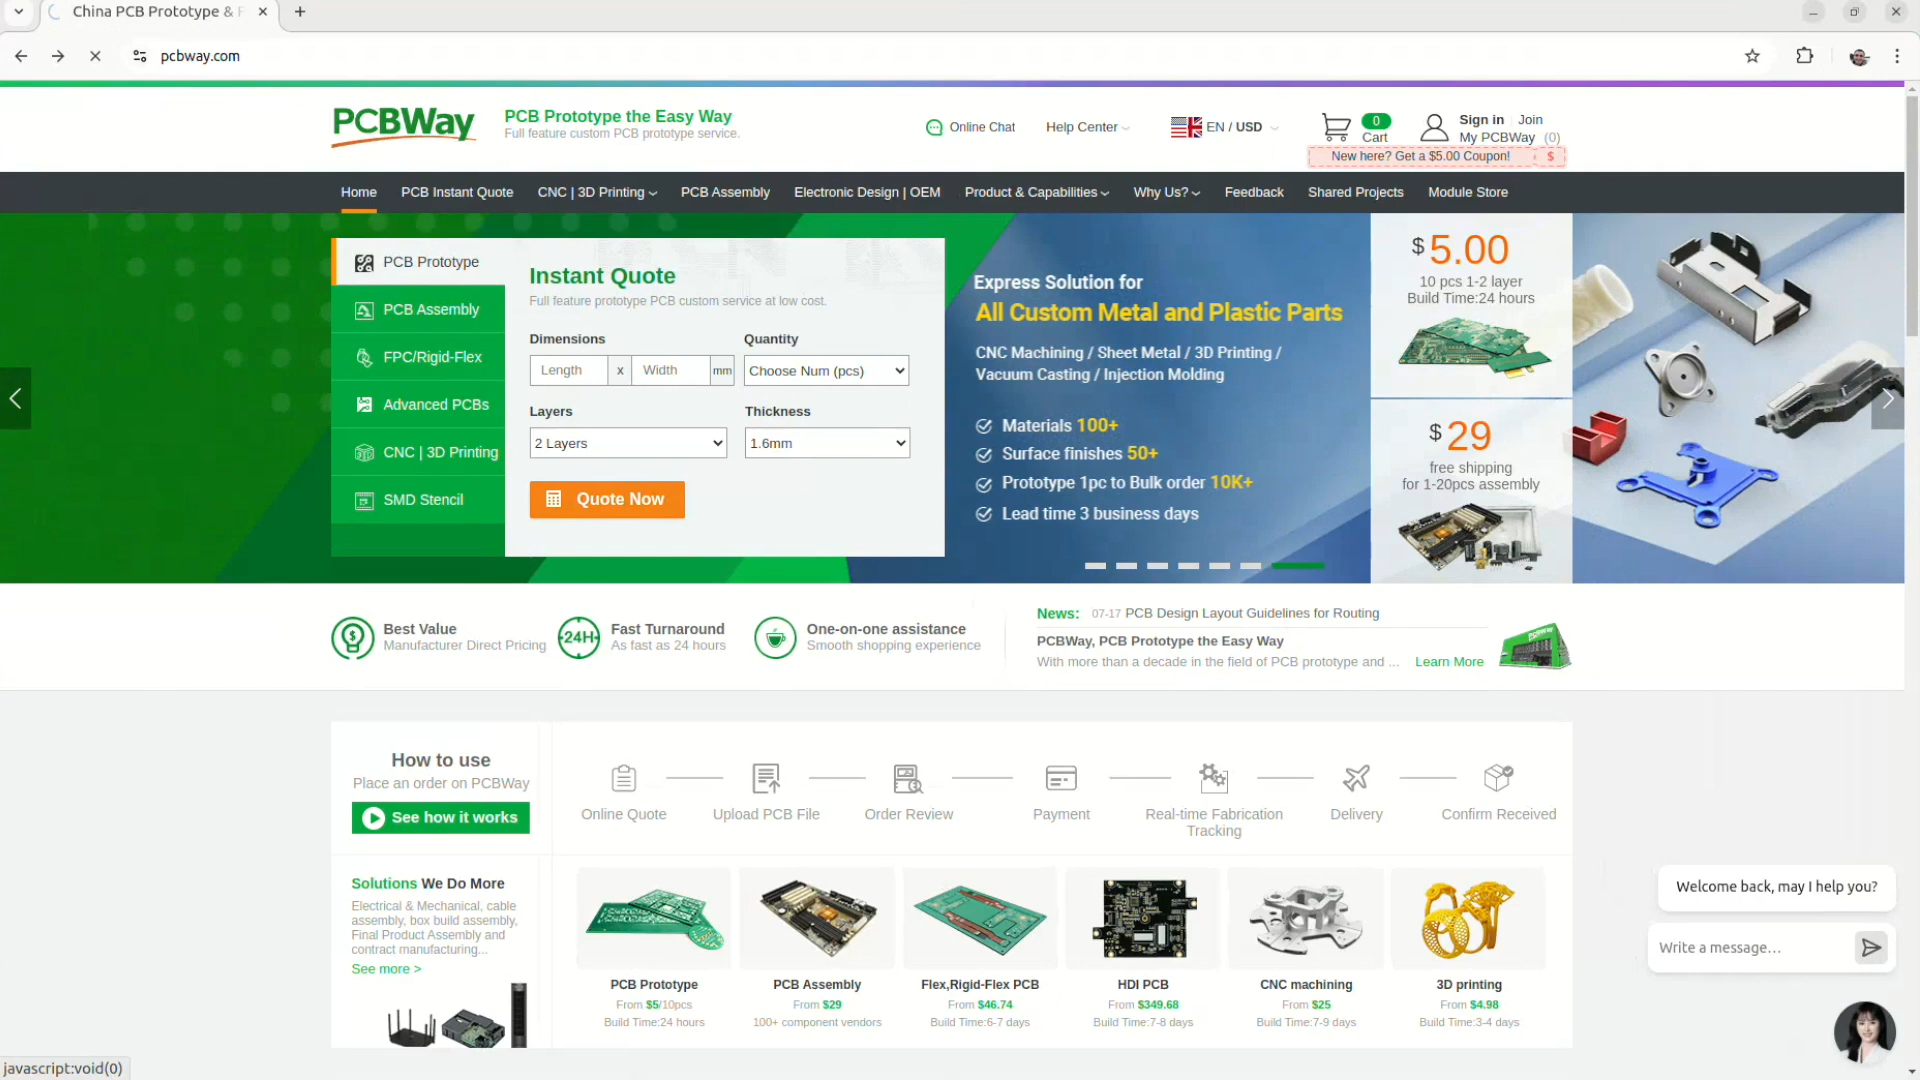 China PCB Prototype &
pcbway.com
PCBWay
PCB Prototype the Easy Way
Full feature custom PCB prototype service.
Online Chat
Help Center
EN / USD
0
Cart
Sign in
Join
My PCBWay (0)
New here? Get a $5.00 Coupon!
$
Home
PCB Instant Quote
CNC | 3D Printing
PCB Assembly
Electronic Design | OEM
Product & Capabilities
Why Us?
Feedback
Shared Projects
Module Store
PCB Prototype
PCB Assembly
FPC/Rigid-Flex
Advanced PCBs
CNC | 3D Printing
SMD Stencil
Instant Quote
Full feature prototype PCB custom service at low cost.
Dimensions
Quantity
Length x Width mm
Choose Num (pcs)
Layers
Thickness
2 Layers
1.6mm
Quote Now
Express Solution for
All Custom Metal and Plastic Parts
CNC Machining / Sheet Metal / 3D Printing /
Vacuum Casting / Injection Molding
Materials 100+
Surface finishes 50+
Prototype 1pc to Bulk order 10K+
Lead time 3 business days
$5.00
10 pcs 1-2 layer
Build Time:24 hours
$29
free shipping
for 1-20pcs assembly
Best Value
Manufacturer Direct Pricing
24H
Fast Turnaround
As fast as 24 hours
One-on-one assistance
Smooth shopping experience
News: 07-17 PCB Design Layout Guidelines for Routing
PCBWay, PCB Prototype the Easy Way
With more than a decade in the field of PCB prototype and ... Learn More
How to use
Place an order on PCBWay
See how it works
Online Quote
Upload PCB File
Order Review
Payment
Real-time Fabrication
Tracking
Delivery
Confirm Received
Solutions We Do More
Electrical & Mechanical, cable
assembly, box build assembly,
Final Product Assembly and
contract manufacturing...
See more >
PCB Prototype
From $5/10pcs
Build Time:24 hours
PCB Assembly
From $29
100+ component vendors
Flex,Rigid-Flex PCB
From $46.74
Build Time:6-7 days
HDI PCB
From $349.68
Build Time:7-8 days
CNC machining
From $25
Build Time:7-9 days
3D printing
From $4.98
Build Time:3-4 days
Welcome back, may I help you?
Write a message...
javascript:void(0)